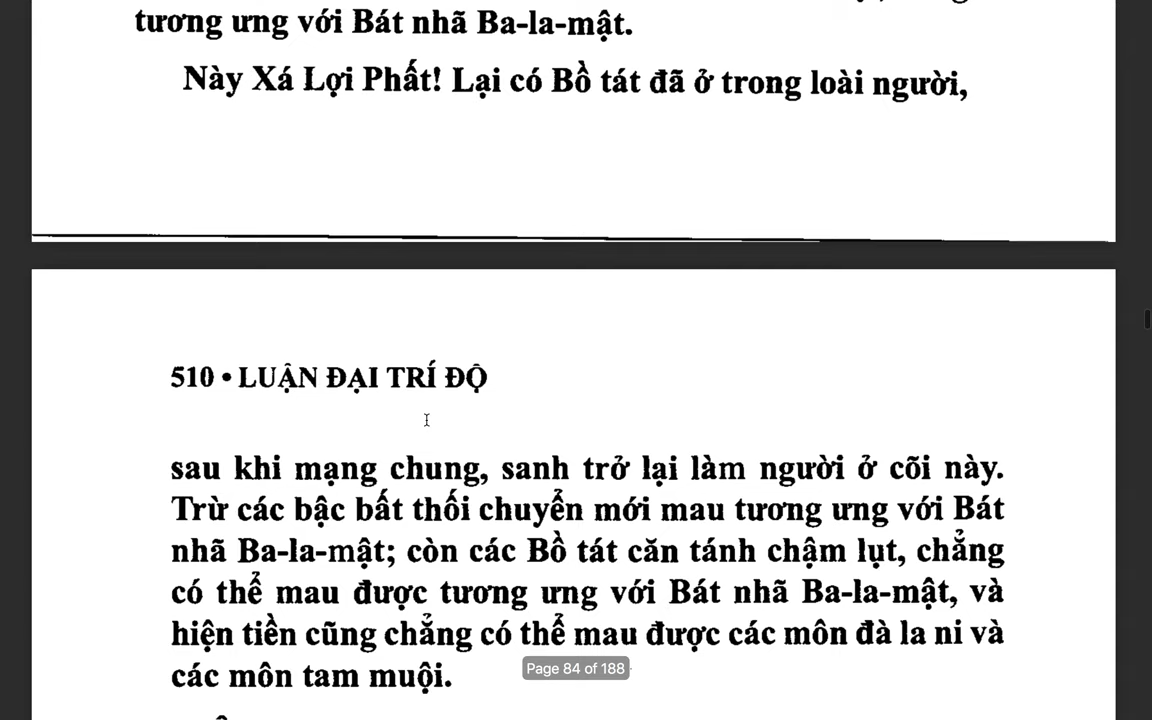 tương ưng với Bát nhã Ba-la-mật.
Này Xá Lợi Phất! Lại có Bồ tát đã ở trong loài người,
510 • LUẬN ĐẠI TRÍ ĐỘ
sau khi mạng chung, sanh trở lại làm người ở cõi này.
Trừ các bậc bất thối chuyển mới mau tương ưng với Bát
nhã Ba-la-mật; còn các Bồ tát căn tánh chậm lụt, chẳng
có thể mau được tương ưng với Bát nhã Ba-la-mật, và
hiện tiền cũng chẳng có thể mau được các môn đà la ni và
các môn tam muội.
Page 84 of 188